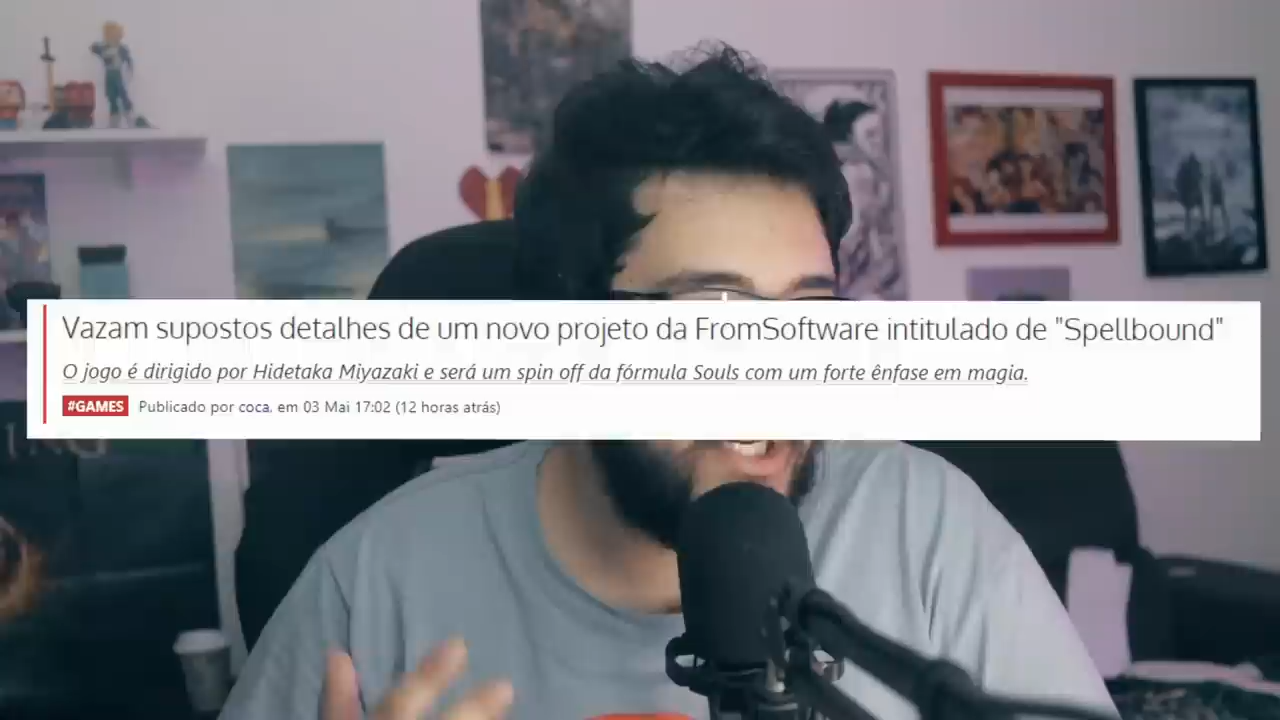 Vazam supostos detalhes de um novo projeto da FromSoftware intitulado de "Spellbound"
O jogo é dirigido por Hidetaka Miyazaki e será um spin off da fórmula Souls com um forte ênfase em magia.
#GAMES Publicado por coca, em 03 Mai 17:02 (12 horas atrás)